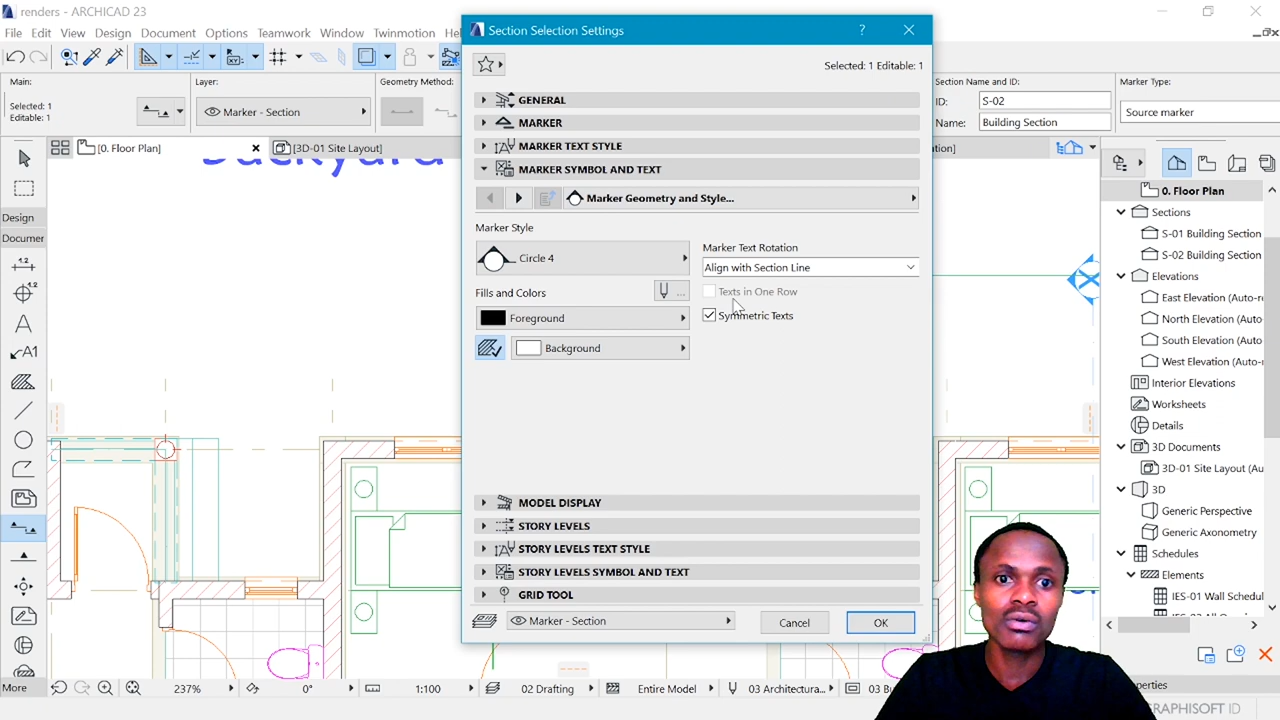 renders - ARCHICAD 23
File Edit View Design Document Options Teamwork Window Twinmotion
Main:
Selected: 1
Editable: 1
Layer:
Marker - Section
Geometry Method:
Section Selection Settings
?
Selected: 1 Editable: 1
GENERAL
MARKER
MARKER TEXT STYLE
MARKER SYMBOL AND TEXT
Marker Geometry and Style...
Marker Style
Circle 4
Fills and Colors
Foreground
Background
Marker Text Rotation
Align with Section Line
Texts in One Row
Symmetric Texts
MODEL DISPLAY
STORY LEVELS
STORY LEVELS TEXT STYLE
STORY LEVELS SYMBOL AND TEXT
GRID TOOL
Marker - Section
Cancel
OK
Section Name and ID:
ID: S-02
Name: Building Section
Marker Type:
Source marker
[0. Floor Plan]
[3D-01 Site Layout]
Backyard
Design
More
0. Floor Plan
Sections
S-01 Building Section
S-02 Building Section
Elevations
East Elevation (Auto-
North Elevation (Auto-
South Elevation (Auto-
West Elevation (Auto-
Interior Elevations
Worksheets
Details
3D Documents
3D-01 Site Layout (Au
3D
Generic Perspective
Generic Axonometry
Schedules
Elements
IES-01 Wall Schedul
237%
0°
1:100
02 Drafting
Entire Model
03 Architectura...
GRAPHISOFT ID